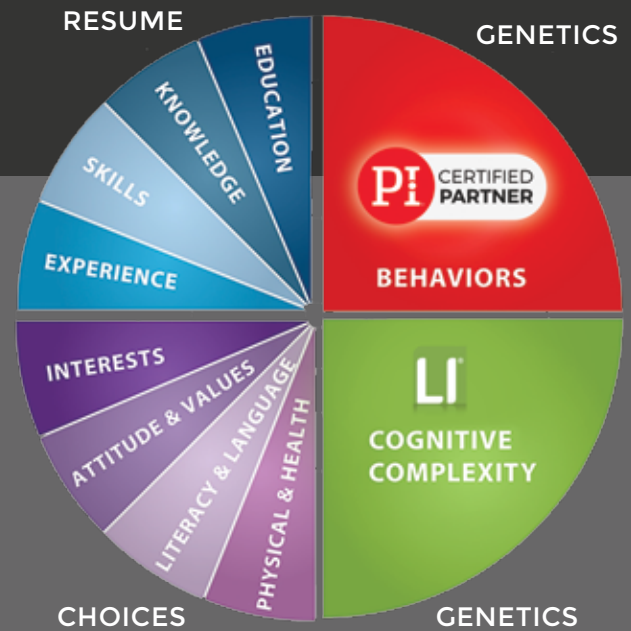 RESUME
GENETICS
EDUCATION
KNOWLEDGE
SKILLS
EXPERIENCE
PI CERTIFIED
PARTNER
BEHAVIORS
INTERESTS
ATTITUDE & VALUES
LITERACY & LANGUAGE
PHYSICAL & HEALTH
LI
COGNITIVE
COMPLEXITY
CHOICES
GENETICS